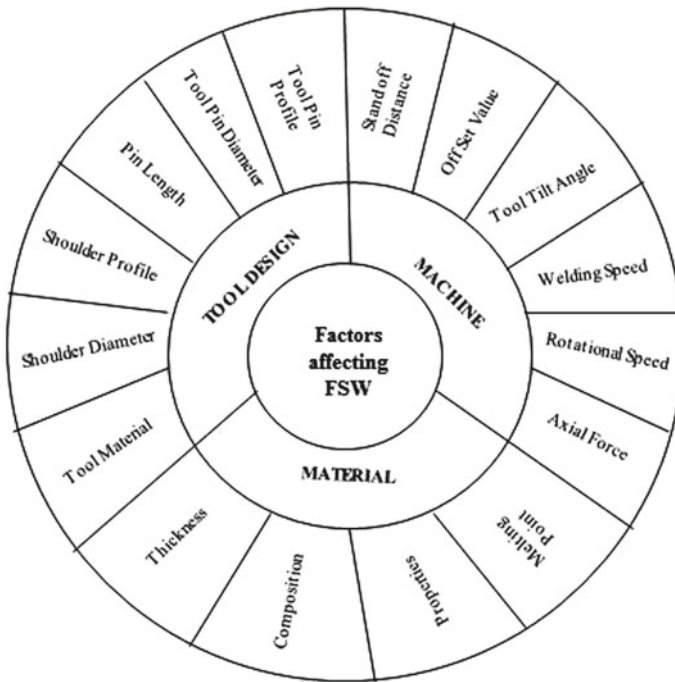 Factors
affecting
FSW
TOOL DESIGN
MACHINE
MATERIAL
Standoff
Distance
Off Set Value
Tool Tilt Angle
Welding Speed
Rotational Speed
Axial Force
Melting
Point
Properties
Composition
Thickness
Tool Material
Shoulder Diameter
Shoulder Profile
Pin Length
Tool Pin Diameter
Tool Pin
Profile